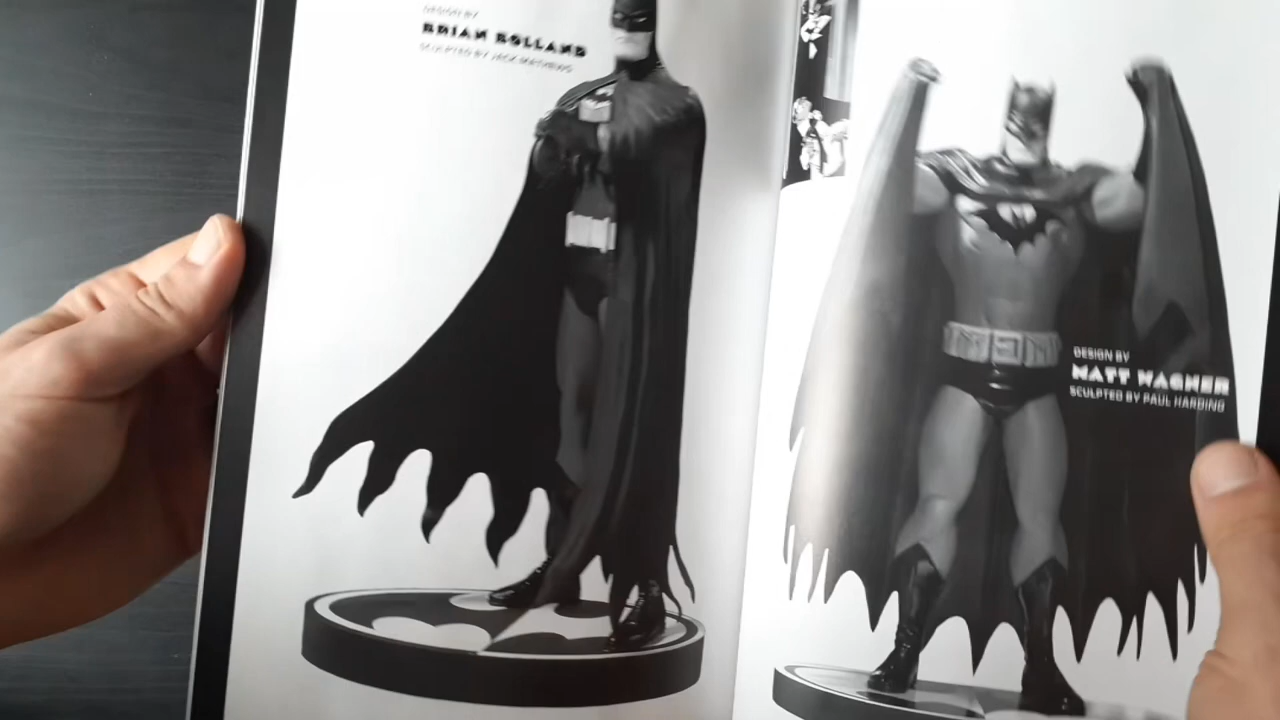 DESIGN BY
BRIAN BOLLAND
SCULPTED BY JACK MATHEWS
DESIGN BY
MATT WAGNER
SCULPTED BY PAUL HARDING